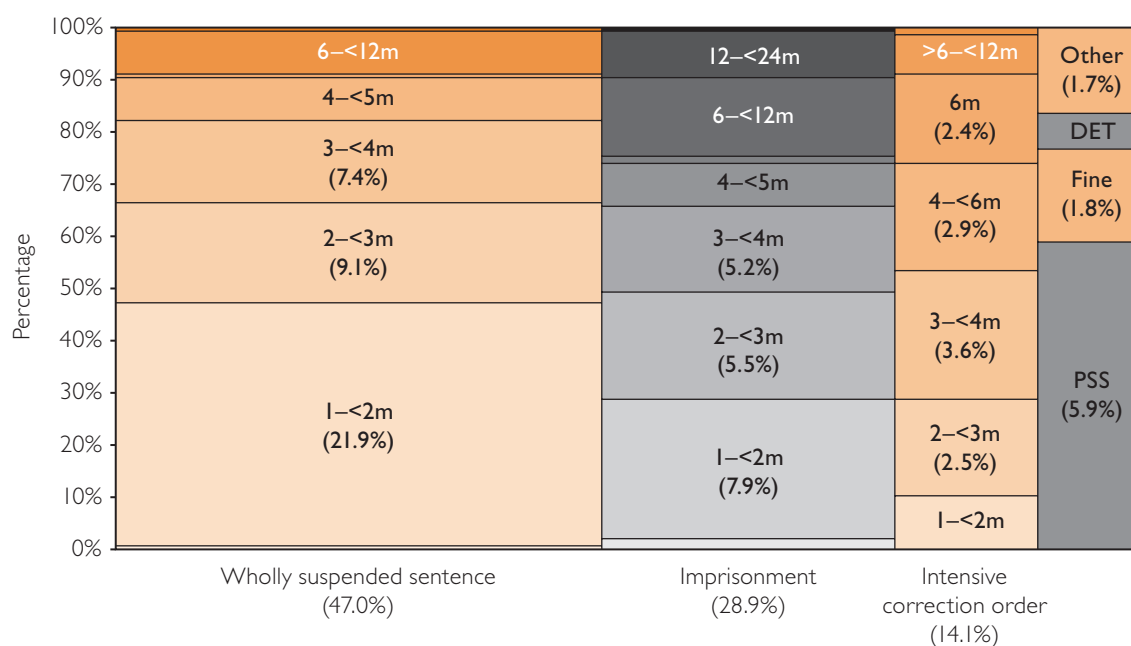 Percentage
100%
90%
80%
70%
60%
50%
40%
30%
20%
10%
0%
6–<12m
4–<5m
3–<4m
(7.4%)
2–<3m
(9.1%)
1–<2m
(21.9%)
12–<24m
6–<12m
4–<5m
3–<4m
(5.2%)
2–<3m
(5.5%)
1–<2m
(7.9%)
>6–<12m
6m
(2.4%)
4–<6m
(2.9%)
3–<4m
(3.6%)
2–<3m
(2.5%)
1–<2m
Other
(1.7%)
DET
Fine
(1.8%)
PSS
(5.9%)
Wholly suspended sentence
(47.0%)
Imprisonment
(28.9%)
Intensive
correction order
(14.1%)